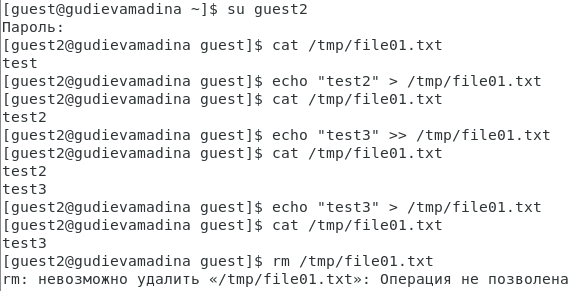 [guest@gudievamadina ~]$ su guest2
Пароль:
[guest2@gudievamadina guest]$ cat /tmp/file01.txt
test
[guest2@gudievamadina guest]$ echo "test2" > /tmp/file01.txt
[guest2@gudievamadina guest]$ cat /tmp/file01.txt
test2
[guest2@gudievamadina guest]$ echo "test3" >> /tmp/file01.txt
[guest2@gudievamadina guest]$ cat /tmp/file01.txt
test2
test3
[guest2@gudievamadina guest]$ echo "test3" > /tmp/file01.txt
[guest2@gudievamadina guest]$ cat /tmp/file01.txt
test3
[guest2@gudievamadina guest]$ rm /tmp/file01.txt
rm: невозможно удалить «/tmp/file01.txt»: Операция не позволена